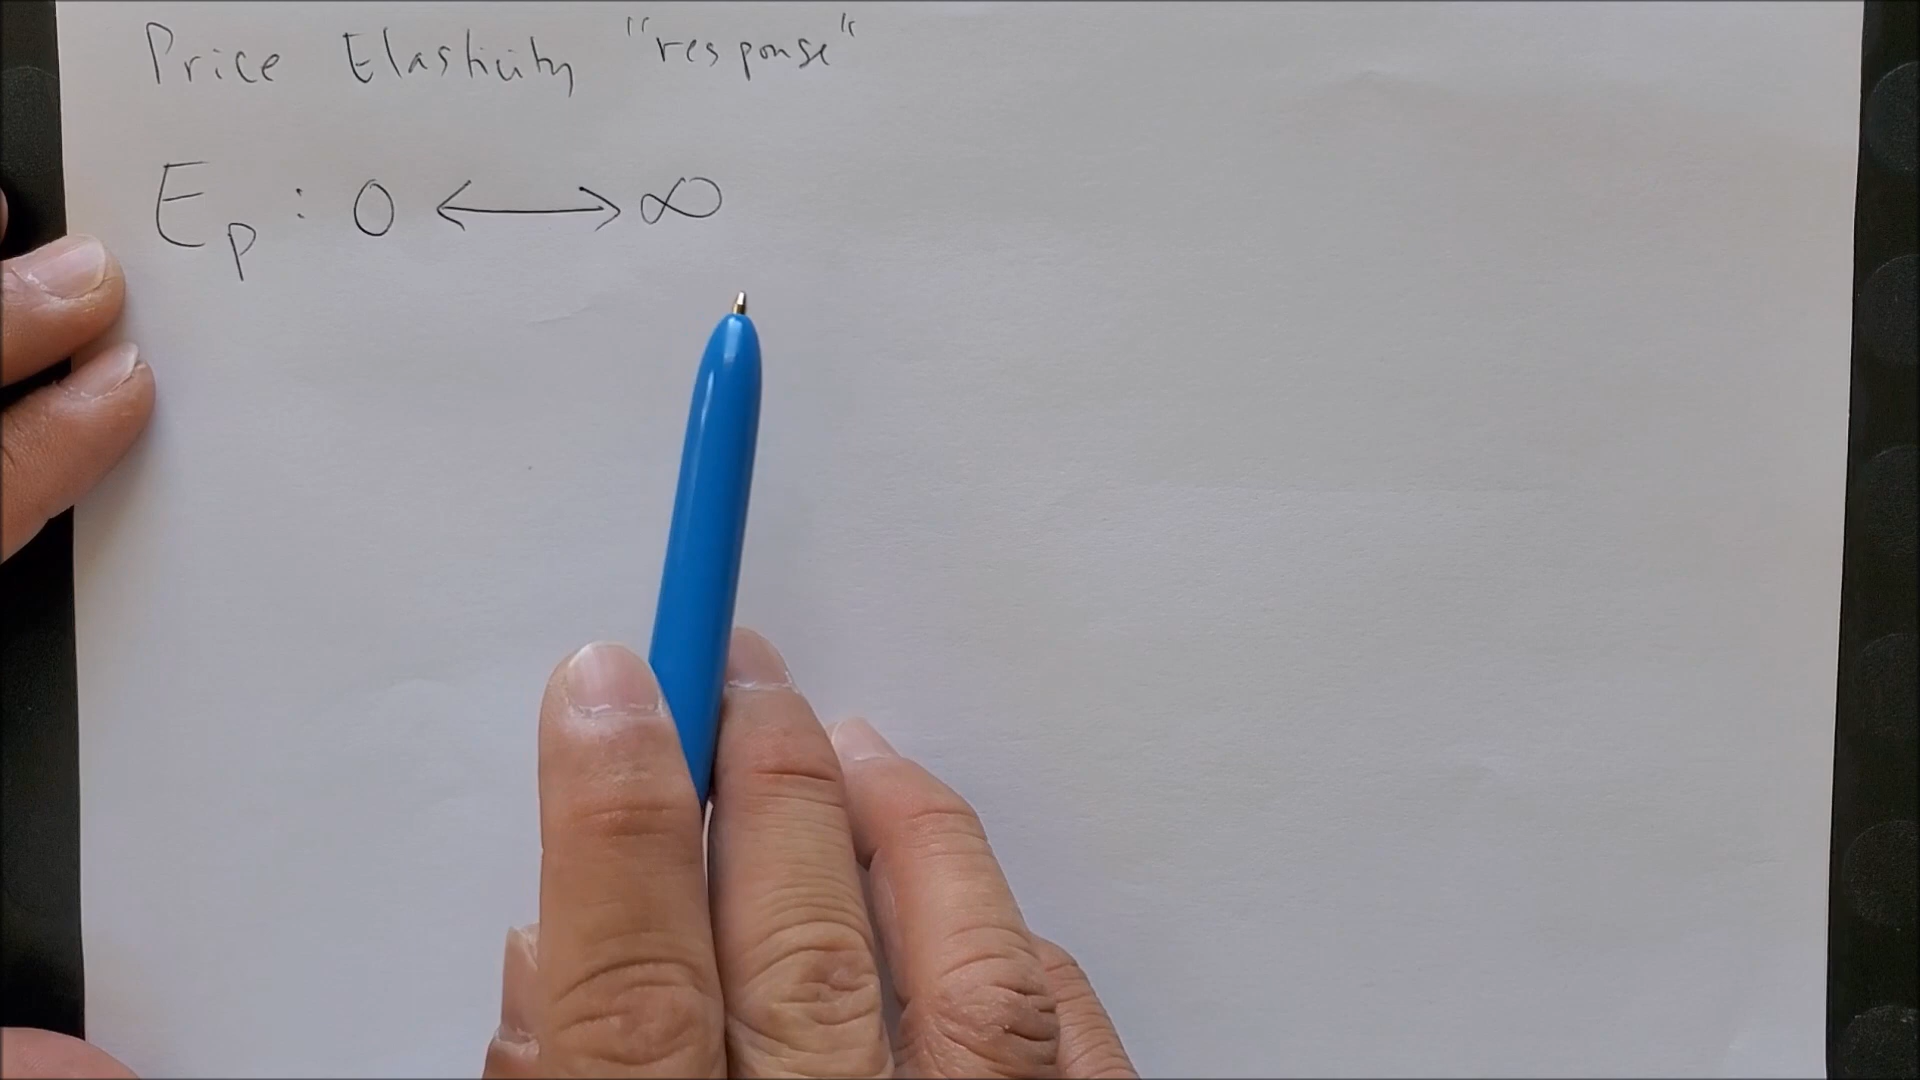 Price Elasticity "response"
Ep : 0 ⟷ ∞